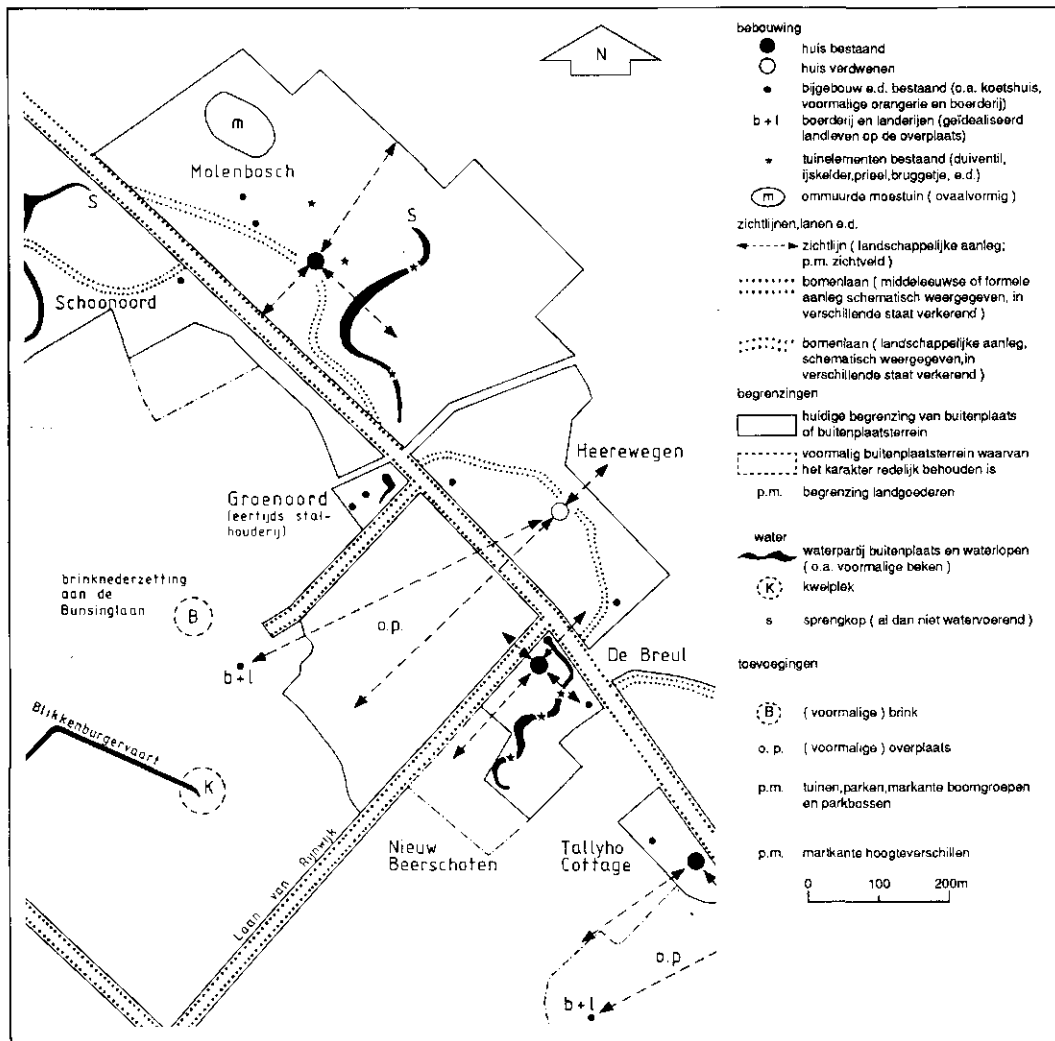 N
m
Molenbosch
S
S
Schoonoord
Heerewegen
Groenoord
(eertijds stal-
houderij)
brinknederzetting
aan de
Bunsinglaan
B
o.p.
b+l
De Breul
Blikkenburgervaart
K
Laan van Rijnwijk
Nieuw
Beerschoten
Tallyho
Cottage
o.p
b+l
bebouwing
huis bestaand
huis verdwenen
bijgebouw e.d. bestaand (o.a. koetshuis,
voormalige orangerie en boerderij)
b+l boerderij en landerijen (geïdealiseerd
landleven op de overplaats)
tuinelementen bestaand (duiventil,
ijskelder,prieel,bruggetje, e.d.)
m ommuurde moestuin ( ovaalvormig )
zichtlijnen,lanen e.d.
zichtlijn ( landschappelijke aanleg;
p.m. zichtveld )
bomenlaan ( middeleeuwse of formele
aanleg schematisch weergegeven, in
verschillende staat verkerend )
bomenlaan ( landschappelijke aanleg,
schematisch weergegeven,in
verschillende staat verkerend )
begrenzingen
huidige begrenzing van buitenplaats
of buitenplaatsterrein
voormalig buitenplaatsterrein waarvan
het karakter redelijk behouden is
p.m. begrenzing landgoederen
water
waterpartij buitenplaats en waterlopen
( o.a. voormalige beken )
K kwelplek
s sprengkop ( al dan niet watervoerend )
toevoegingen
B ( voormalige ) brink
o. p. ( voormalige ) overplaats
p.m. tuinen,parken,markante boomgroepen
en parkbossen
p.m. martkante hoogteverschillen
0 100 200m